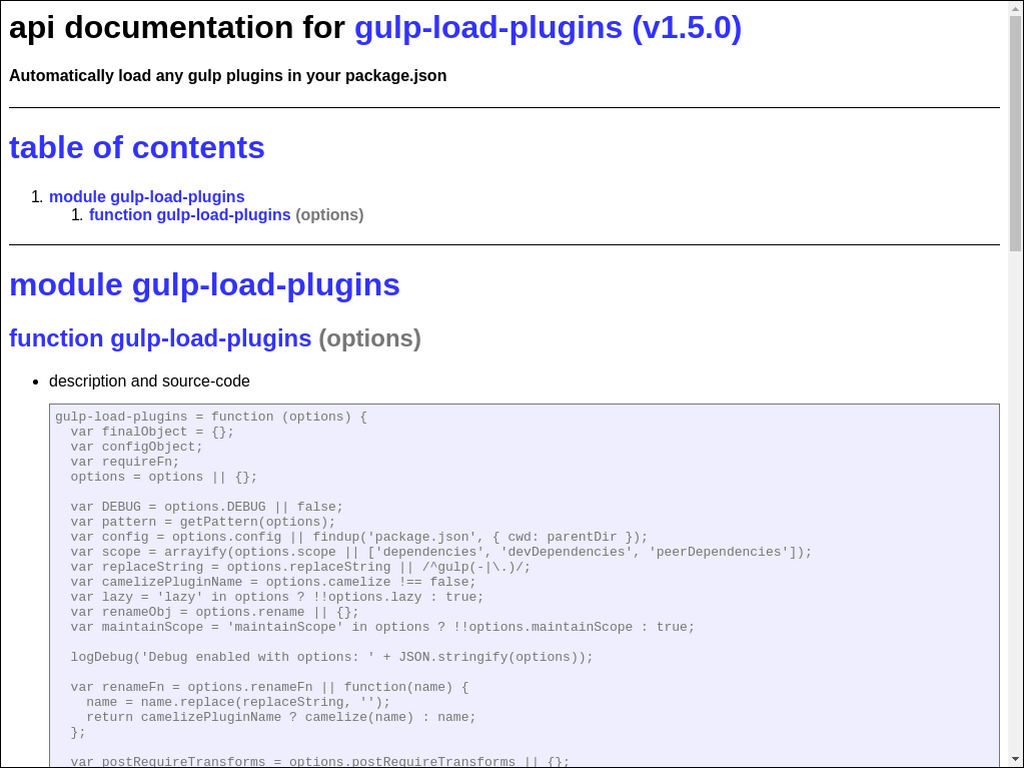 api documentation for gulp-load-plugins (v1.5.0)
Automatically load any gulp plugins in your package.json
table of contents
1. module gulp-load-plugins
1. function gulp-load-plugins (options)
module gulp-load-plugins
function gulp-load-plugins (options)
• description and source-code
gulp-load-plugins = function (options) {
  var finalObject = {};
  var configObject;
  var requireFn;
  options = options || {};

  var DEBUG = options.DEBUG || false;
  var pattern = getPattern(options);
  var config = options.config || findup('package.json', { cwd: parentDir });
  var scope = arrayify(options.scope || ['dependencies', 'devDependencies', 'peerDependencies']);
  var replaceString = options.replaceString || /^gulp(-|\.)/;
  var camelizePluginName = options.camelize !== false;
  var lazy = 'lazy' in options ? !!options.lazy : true;
  var renameObj = options.rename || {};
  var maintainScope = 'maintainScope' in options ? !!options.maintainScope : true;

  logDebug('Debug enabled with options: ' + JSON.stringify(options));

  var renameFn = options.renameFn || function(name) {
    name = name.replace(replaceString, '');
    return camelizePluginName ? camelize(name) : name;
  };

  var postRequireTransforms = options.postRequireTransforms || {};